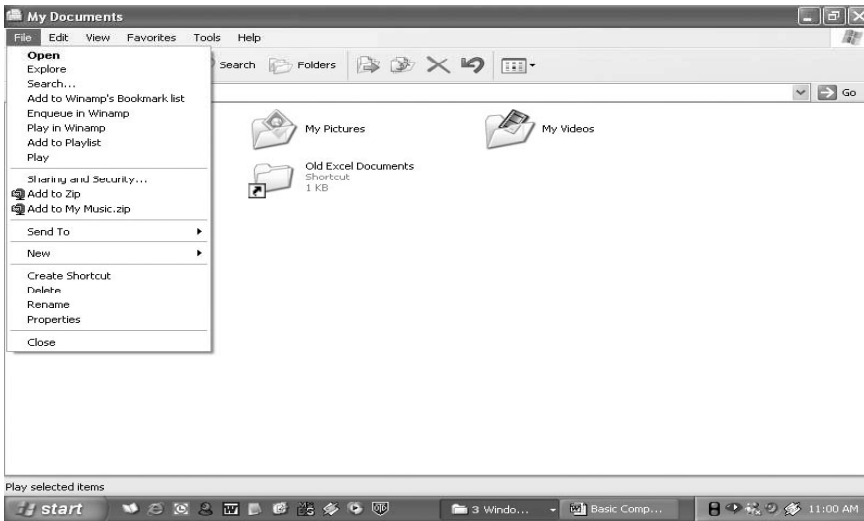 My Documents
File Edit View Favorites Tools Help
Search Folders
Go
Open
Explore
Search...
Add to Winamp's Bookmark list
Enqueue in Winamp
Play in Winamp
Add to Playlist
Play
Sharing and Security...
Add to Zip
Add to My Music.zip
Send To
New
Create Shortcut
Delete
Rename
Properties
Close
My Pictures
My Videos
Old Excel Documents
Shortcut
1 KB
Play selected items
start 3 Windo... Basic Comp... 11:00 AM